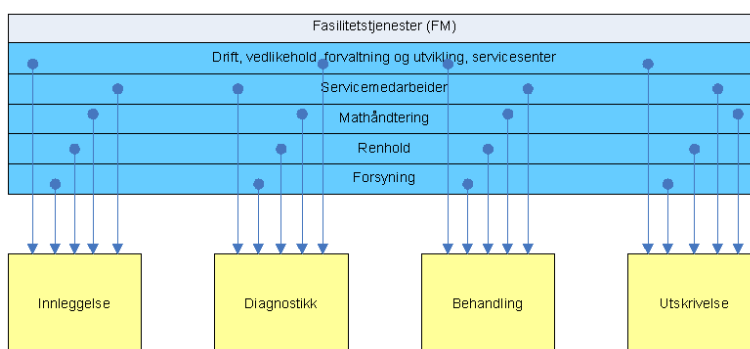 Fasilitetstjenester (FM)
Drift, vedlikehold, forvaltning og utvikling, servicesenter
Servicemedarbeider
Mathåndtering
Renhold
Forsyning
Innleggelse
Diagnostikk
Behandling
Utskrivelse